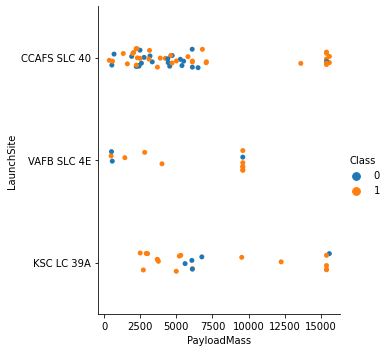 CCAFS SLC 40
VAFB SLC 4E
KSC LC 39A
LaunchSite
0 2500 5000 7500 10000 12500 15000
PayloadMass
Class
0
1